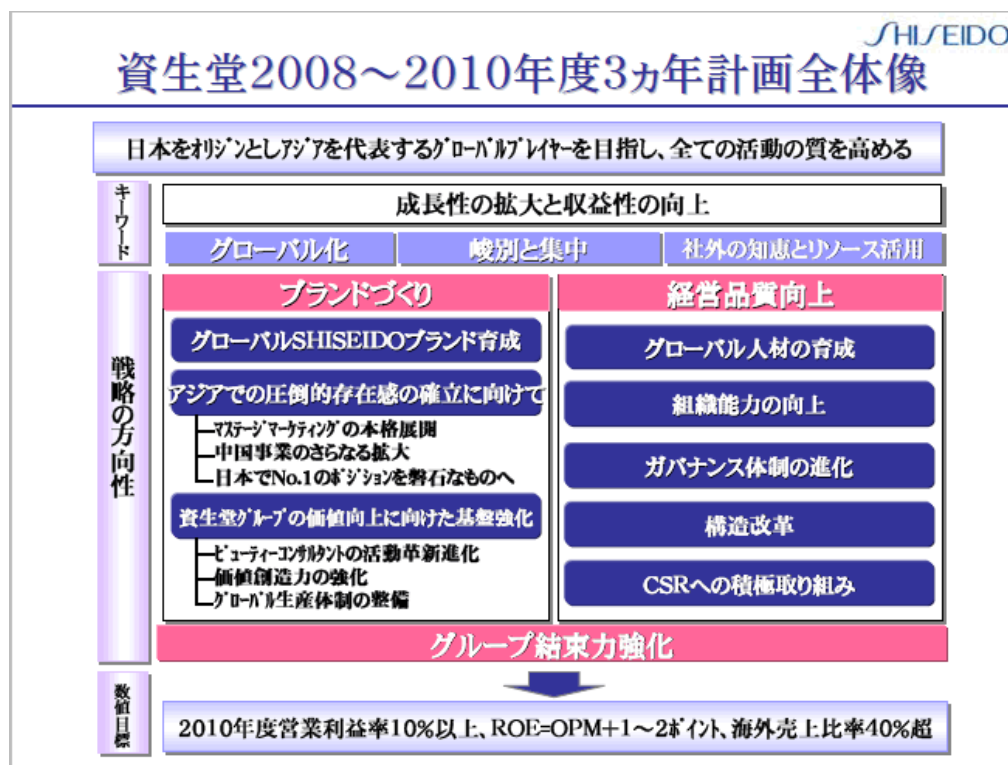 SHISEIDO
資生堂2008～2010年度3ヵ年計画全体像
日本をオリジンとしアジアを代表するグローバルプレイヤーを目指し、全ての活動の質を高める
キーワード
成長性の拡大と収益性の向上
グローバル化
峻別と集中
社外の知恵とリソース活用
戦略の方向性
ブランドづくり
グローバルSHISEIDOブランド育成
アジアでの圧倒的存在感の確立に向けて
マステージマーケティングの本格展開
中国事業のさらなる拡大
日本でNo.1のポジションを磐石なものへ
資生堂グループの価値向上に向けた基盤強化
ビューティーコンサルタントの活動革新進化
価値創造力の強化
グローバル生産体制の整備
経営品質向上
グローバル人材の育成
組織能力の向上
ガバナンス体制の進化
構造改革
CSRへの積極取り組み
グループ結束力強化
数値目標
2010年度営業利益率10%以上、ROE=OPM+1～2ポイント、海外売上比率40%超